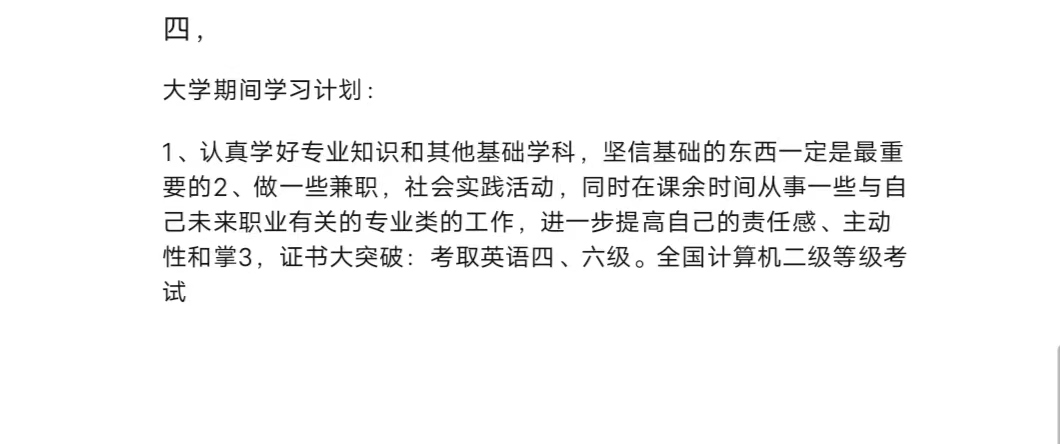 四，
大学期间学习计划：
1、认真学好专业知识和其他基础学科，坚信基础的东西一定是最重
要的2、做一些兼职，社会实践活动，同时在课余时间从事一些与自
己未来职业有关的专业类的工作，进一步提高自己的责任感、主动
性和掌3，证书大突破：考取英语四、六级。全国计算机二级等级考
试